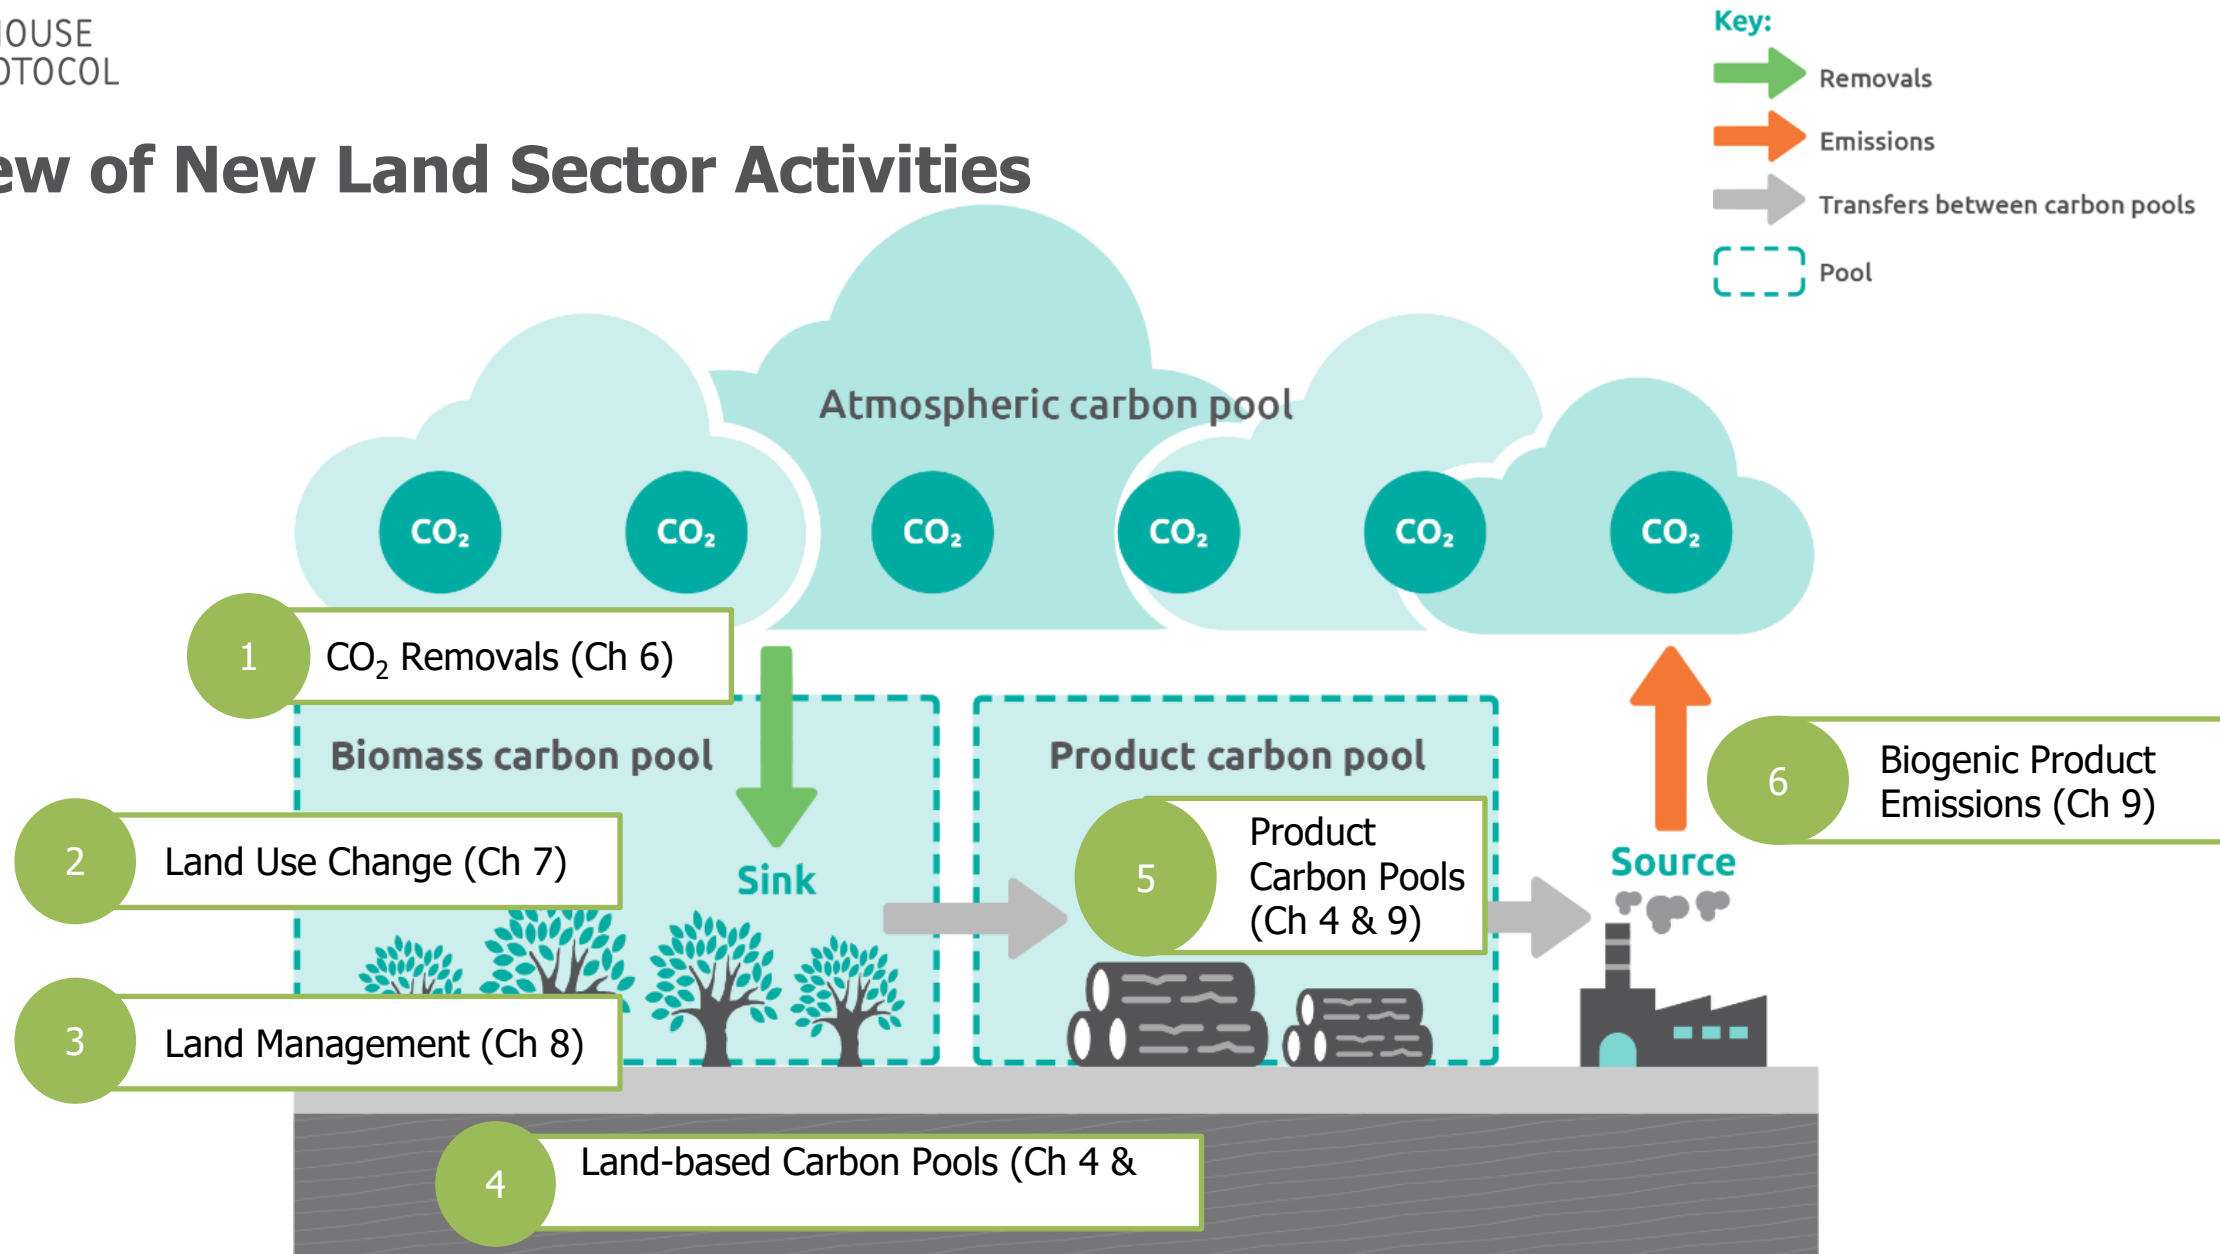 HOUSE
OTOCOL
ew of New Land Sector Activities
Key:
Removals
Emissions
Transfers between carbon pools
Pool
Atmospheric carbon pool
CO₂ CO₂ CO₂ CO₂ CO₂ CO₂
1 CO₂ Removals (Ch 6)
Biomass carbon pool
Product carbon pool
6 Biogenic Product
Emissions (Ch 9)
2 Land Use Change (Ch 7)
Sink
5 Product
Carbon Pools
(Ch 4 & 9)
Source
3 Land Management (Ch 8)
4 Land-based Carbon Pools (Ch 4 &